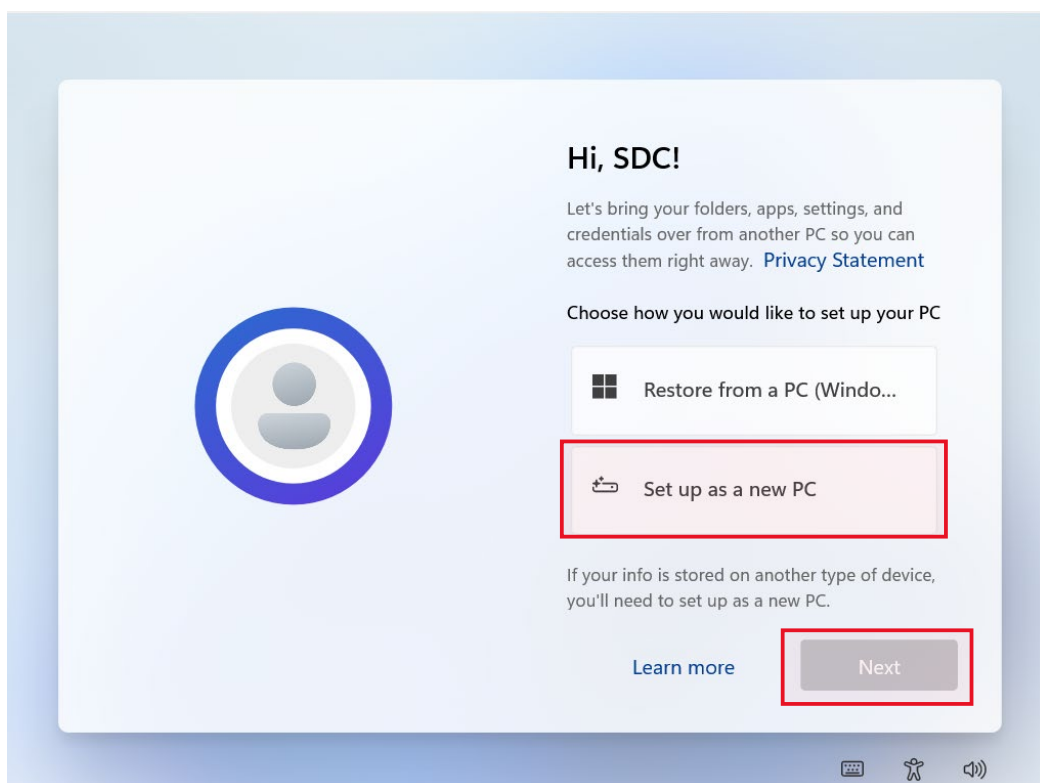 Hi, SDC!
Let's bring your folders, apps, settings, and
credentials over from another PC so you can
access them right away. Privacy Statement
Choose how you would like to set up your PC
Restore from a PC (Windo...
Set up as a new PC
If your info is stored on another type of device,
you'll need to set up as a new PC.
Learn more
Next